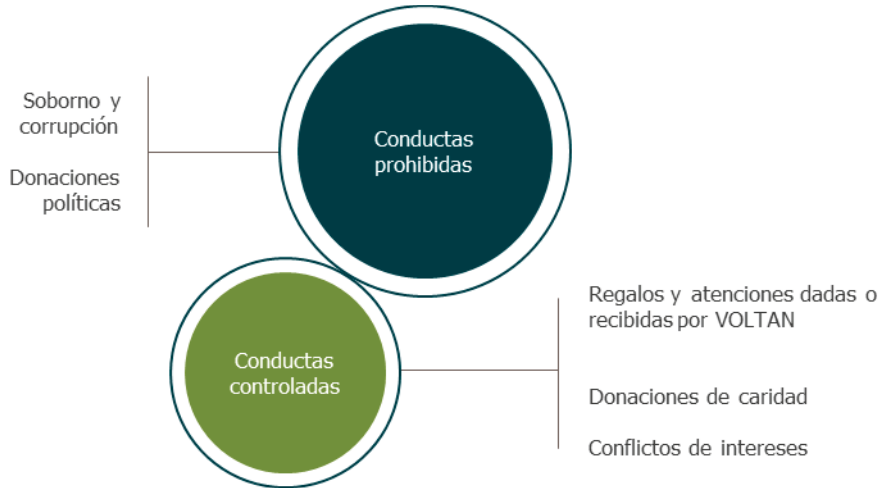 Soborno y
corrupción
Donaciones
políticas
Conductas
prohibidas
Conductas
controladas
Regalos y atenciones dadas o
recibidas por VOLTAN
Donaciones de caridad
Conflictos de intereses